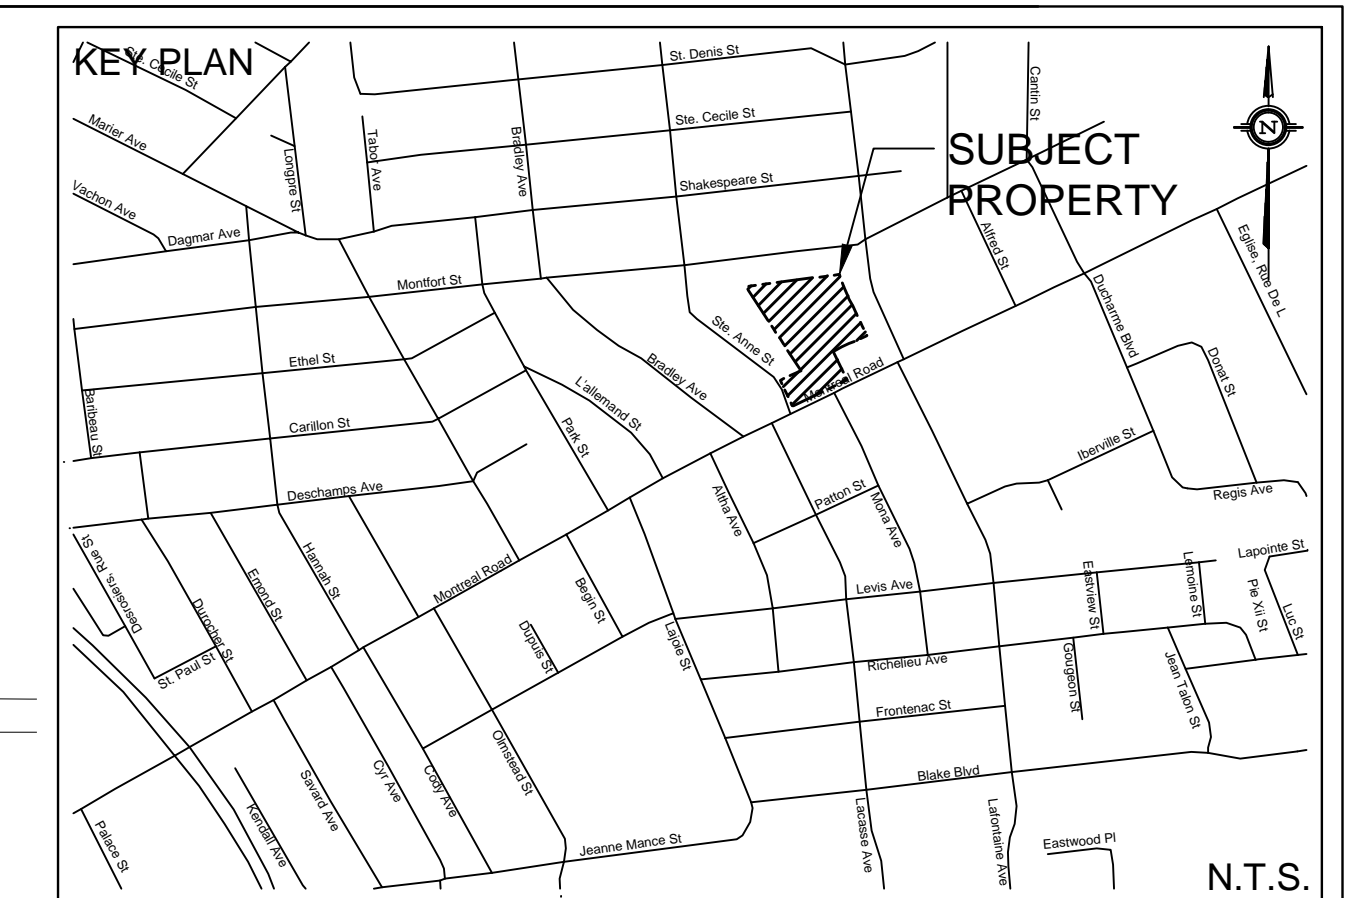 KEY PLAN
Ste. Cecile St
St. Denis St
Cantin St
Marier Ave
Longpre St
Tabor Ave
Bradley Ave
Ste. Cecile St
N
SUBJECT
PROPERTY
Vachon Ave
Shakespeare St
Dagmar Ave
Alfred St
Eglise, Rue De L
Montfort St
Ducharme Blvd
Ste. Anne St
Ethel St
Bradley Ave
Montreal Road
Donat St
L'allemand St
Baribeau St
Carillon St
Park St
Iberville St
Deschamps Ave
Altha Ave
Patton St
Mona Ave
Regis Ave
Desrosiers, Rue St
Hannah St
Emond St
Montreal Road
Begin St
Levis Ave
Eastview St
Lemoine St
Lapointe St
Pie Xii St
Luc St
Durocher St
St. Paul St
Dupuis St
Lajoie St
Richelieu Ave
Gougeon St
Jean Talon St
Frontenac St
Olmstead St
Blake Blvd
Savard Ave
Cyr Ave
Cody Ave
Kendall Ave
Palace St
Lacasse Ave
Lafontaine Ave
Jeanne Mance St
Eastwood Pl
N.T.S.